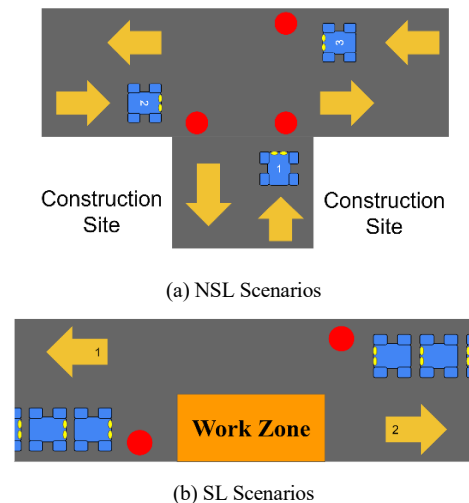 3
2
1
Construction
Site
Construction
Site
(a) NSL Scenarios
1
Work Zone
2
(b) SL Scenarios